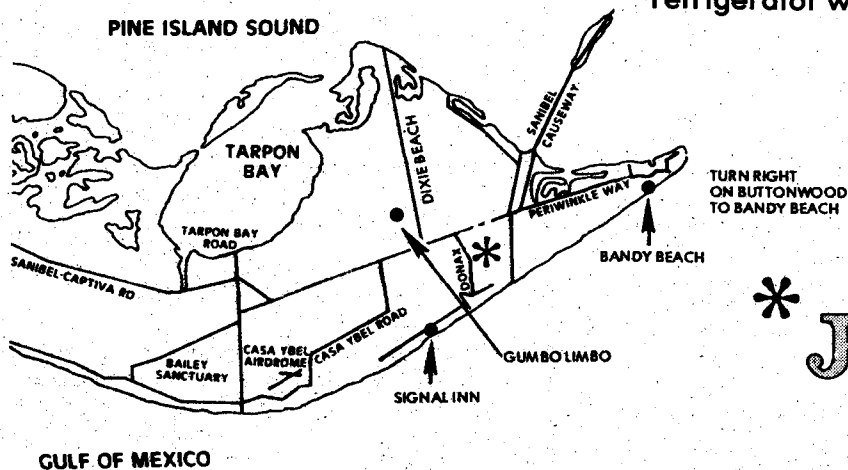 refrigerator w
PINE ISLAND SOUND
SANIBEL
CAUSEWAY
TARPON
BAY
DIXIE BEACH
TURN RIGHT
ON BUTTONWOOD
TO BANDY BEACH
PERIWINKLE WAY
TARPON BAY
ROAD
BANDY BEACH
SANIBEL-CAPTIVA RD
DONAX
*
*
J
CASA YBEL ROAD
GUMBO LIMBO
BAILEY
SANCTUARY
CASA YBEL
AIRDROME
SIGNAL INN
GULF OF MEXICO